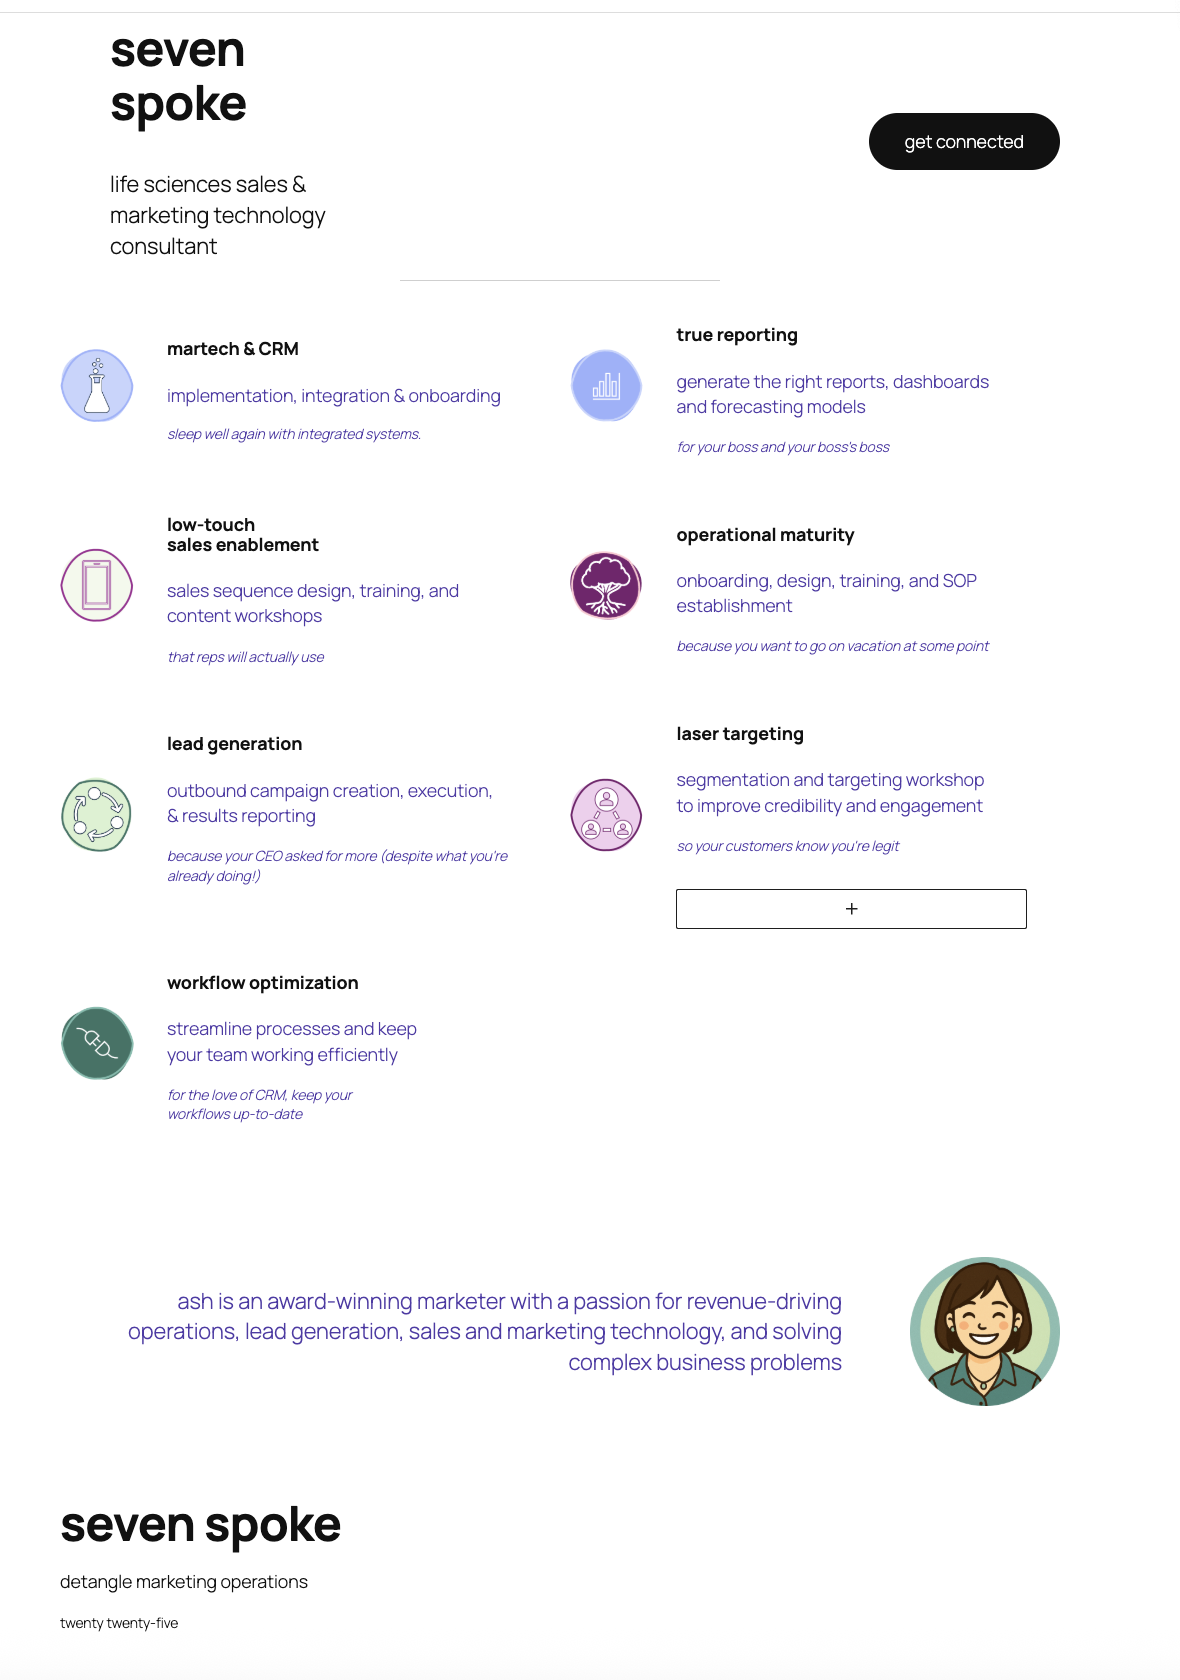 seven
spoke
get connected
life sciences sales &
marketing technology
consultant
martech & CRM
implementation, integration & onboarding
sleep well again with integrated systems.
true reporting
generate the right reports, dashboards
and forecasting models
for your boss and your boss's boss
low-touch
sales enablement
sales sequence design, training, and
content workshops
that reps will actually use
operational maturity
onboarding, design, training, and SOP
establishment
because you want to go on vacation at some point
lead generation
outbound campaign creation, execution,
& results reporting
because your CEO asked for more (despite what you're
already doing!)
laser targeting
segmentation and targeting workshop
to improve credibility and engagement
so your customers know you're legit
+
workflow optimization
streamline processes and keep
your team working efficiently
for the love of CRM, keep your
workflows up-to-date
ash is an award-winning marketer with a passion for revenue-driving
operations, lead generation, sales and marketing technology, and solving
complex business problems
seven spoke
detangle marketing operations
twenty twenty-five